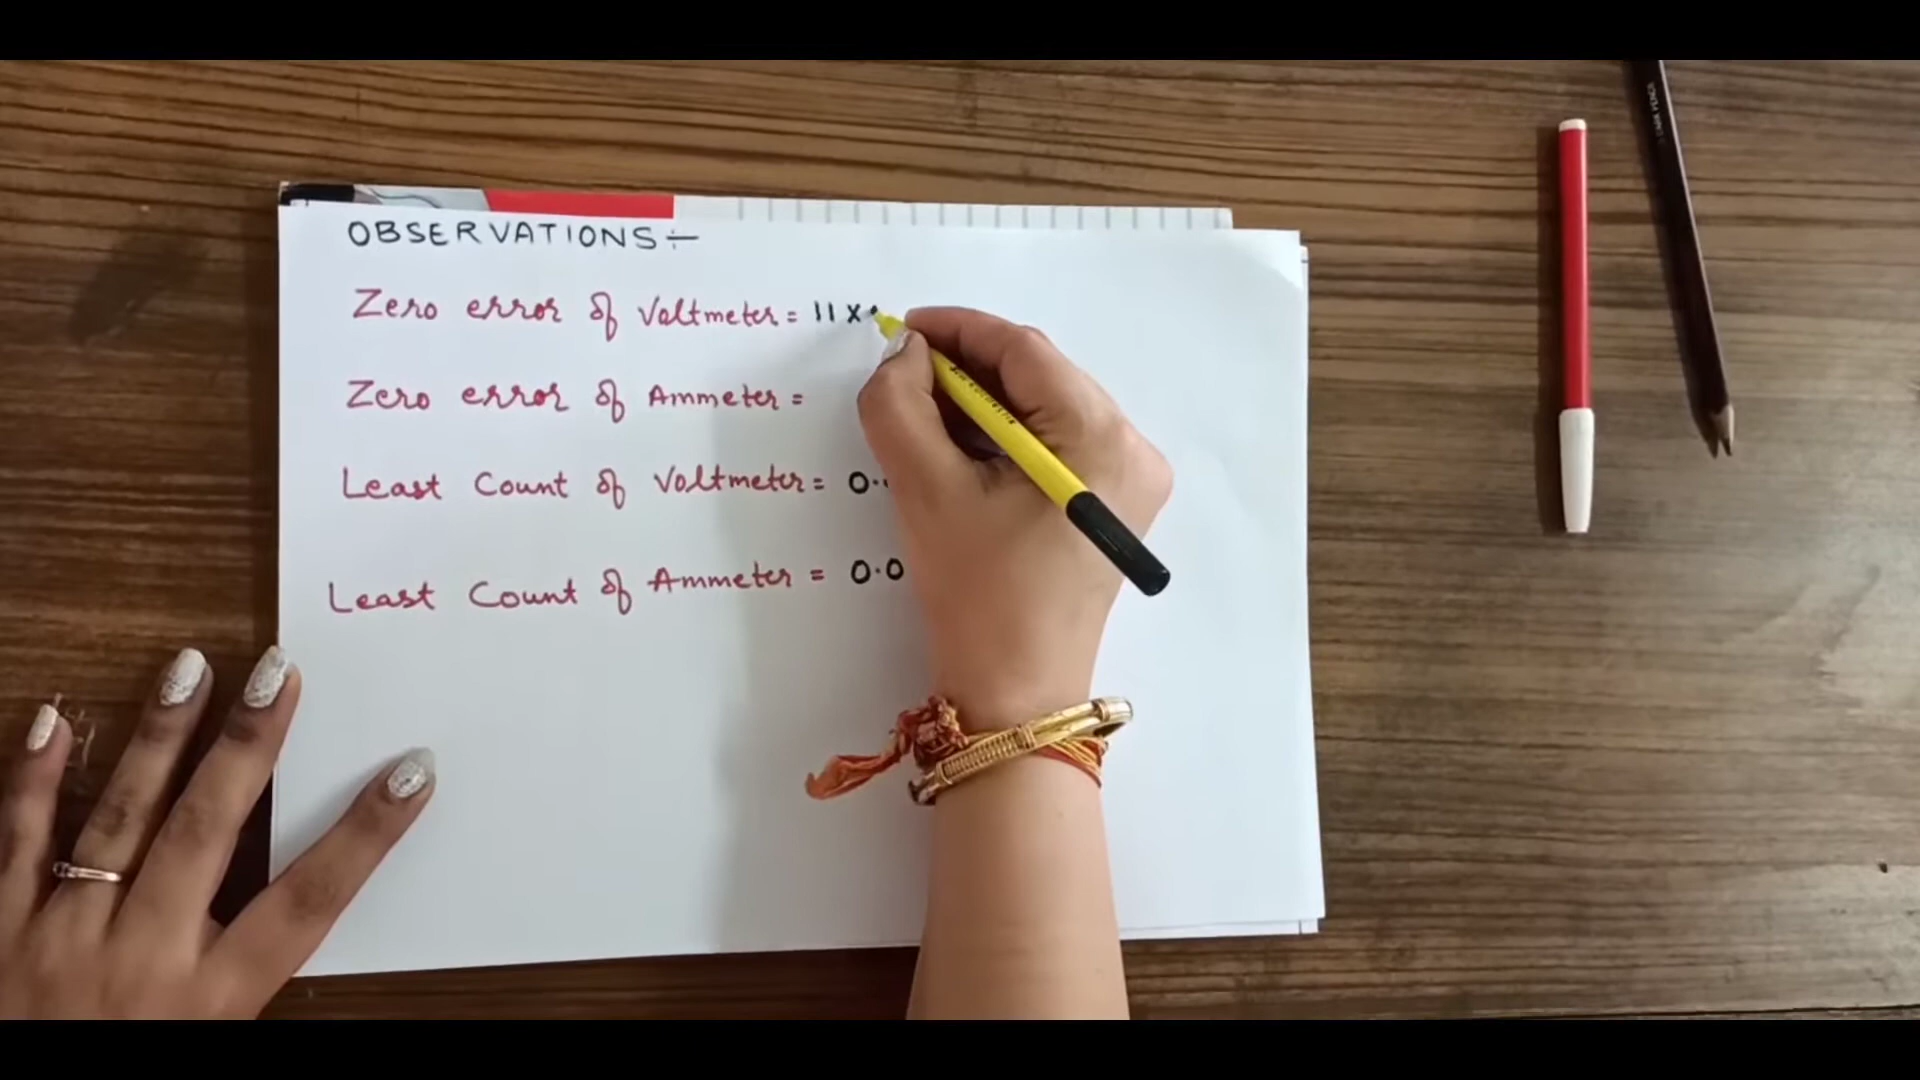 OBSERVATIONS :-
Zero error of Voltmeter = 11 x
Zero error of Ammeter =
Least Count of Voltmeter = 0.
Least Count of Ammeter = 0.0